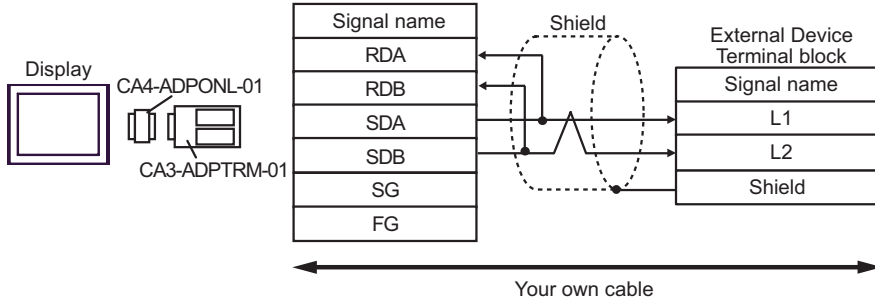 Display
CA4-ADPONL-01
CA3-ADPTRM-01
Signal name
RDA
RDB
SDA
SDB
SG
FG
Shield
External Device
Terminal block
Signal name
L1
L2
Shield
Your own cable